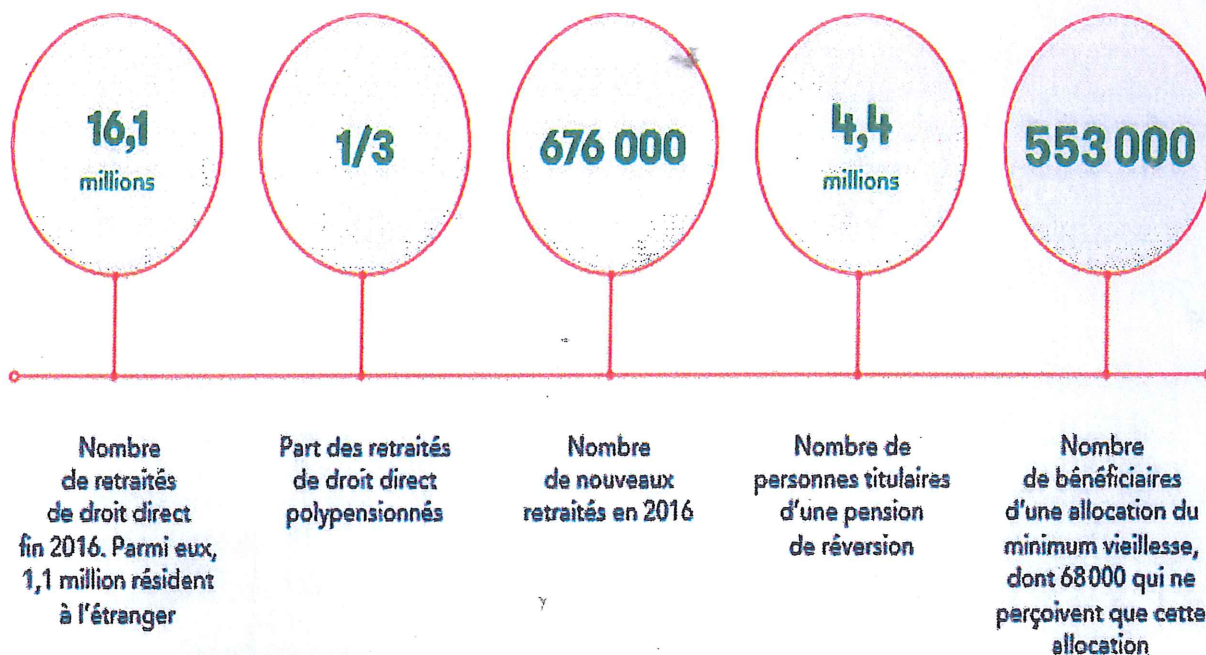 16,1
millions
1/3
676 000
4,4
millions
553 000
Nombre
de retraités
de droit direct
fin 2016. Parmi eux,
1,1 million résident
à l'étranger
Part des retraités
de droit direct
polypensionnés
Nombre
de nouveaux
retraités en 2016
Nombre de
personnes titulaires
d'une pension
de réversion
Nombre
de bénéficiaires
d'une allocation du
minimum vieillesse,
dont 68 000 qui ne
perçoivent que cette
allocation